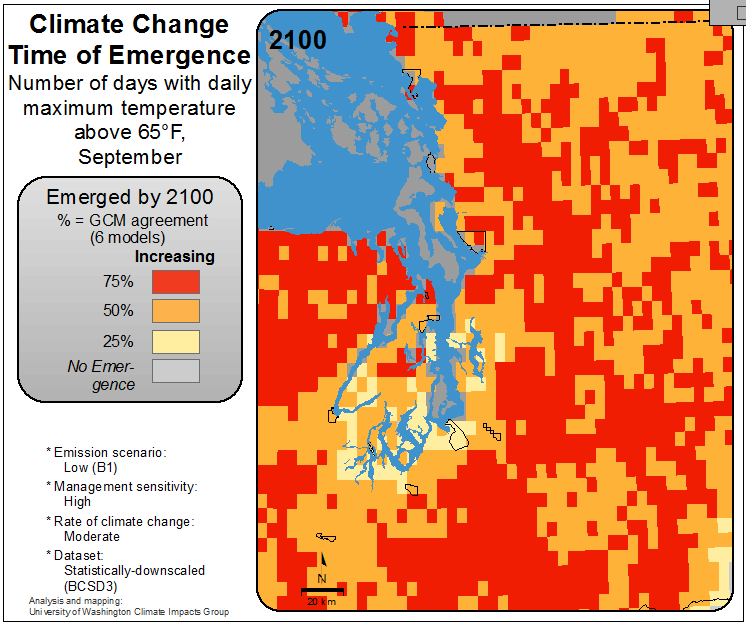 Climate Change
Time of Emergence
Number of days with daily
maximum temperature
above 65°F,
September
Emerged by 2100
% = GCM agreement
(6 models)
Increasing
75%
50%
25%
No Emer-
gence
* Emission scenario:
Low (B1)
* Management sensitivity:
High
* Rate of climate change:
Moderate
* Dataset:
Statistically-downscaled
(BCSD3)
Analysis and mapping:
University of Washington Climate Impacts Group
2100
N
20 km